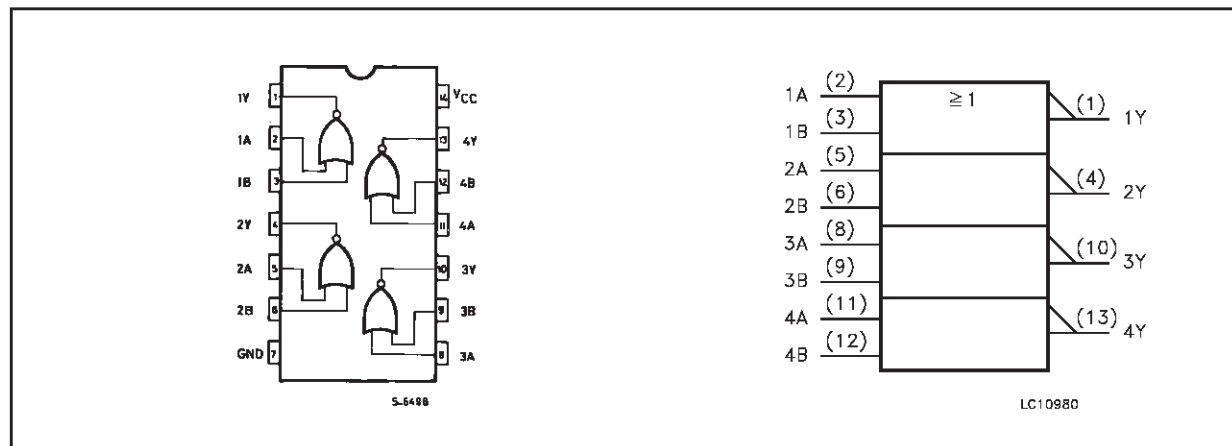 1Y 1 14 VCC
1A 2 13 4Y
1B 3 12 4B
2Y 4 11 4A
2A 5 10 3Y
2B 6 9 3B
GND 7 8 3A
S-6498
1A (2) ≧ 1 (1) 1Y
1B (3)
2A (5) (4) 2Y
2B (6)
3A (8) (10) 3Y
3B (9)
4A (11) (13) 4Y
4B (12)
LC10980